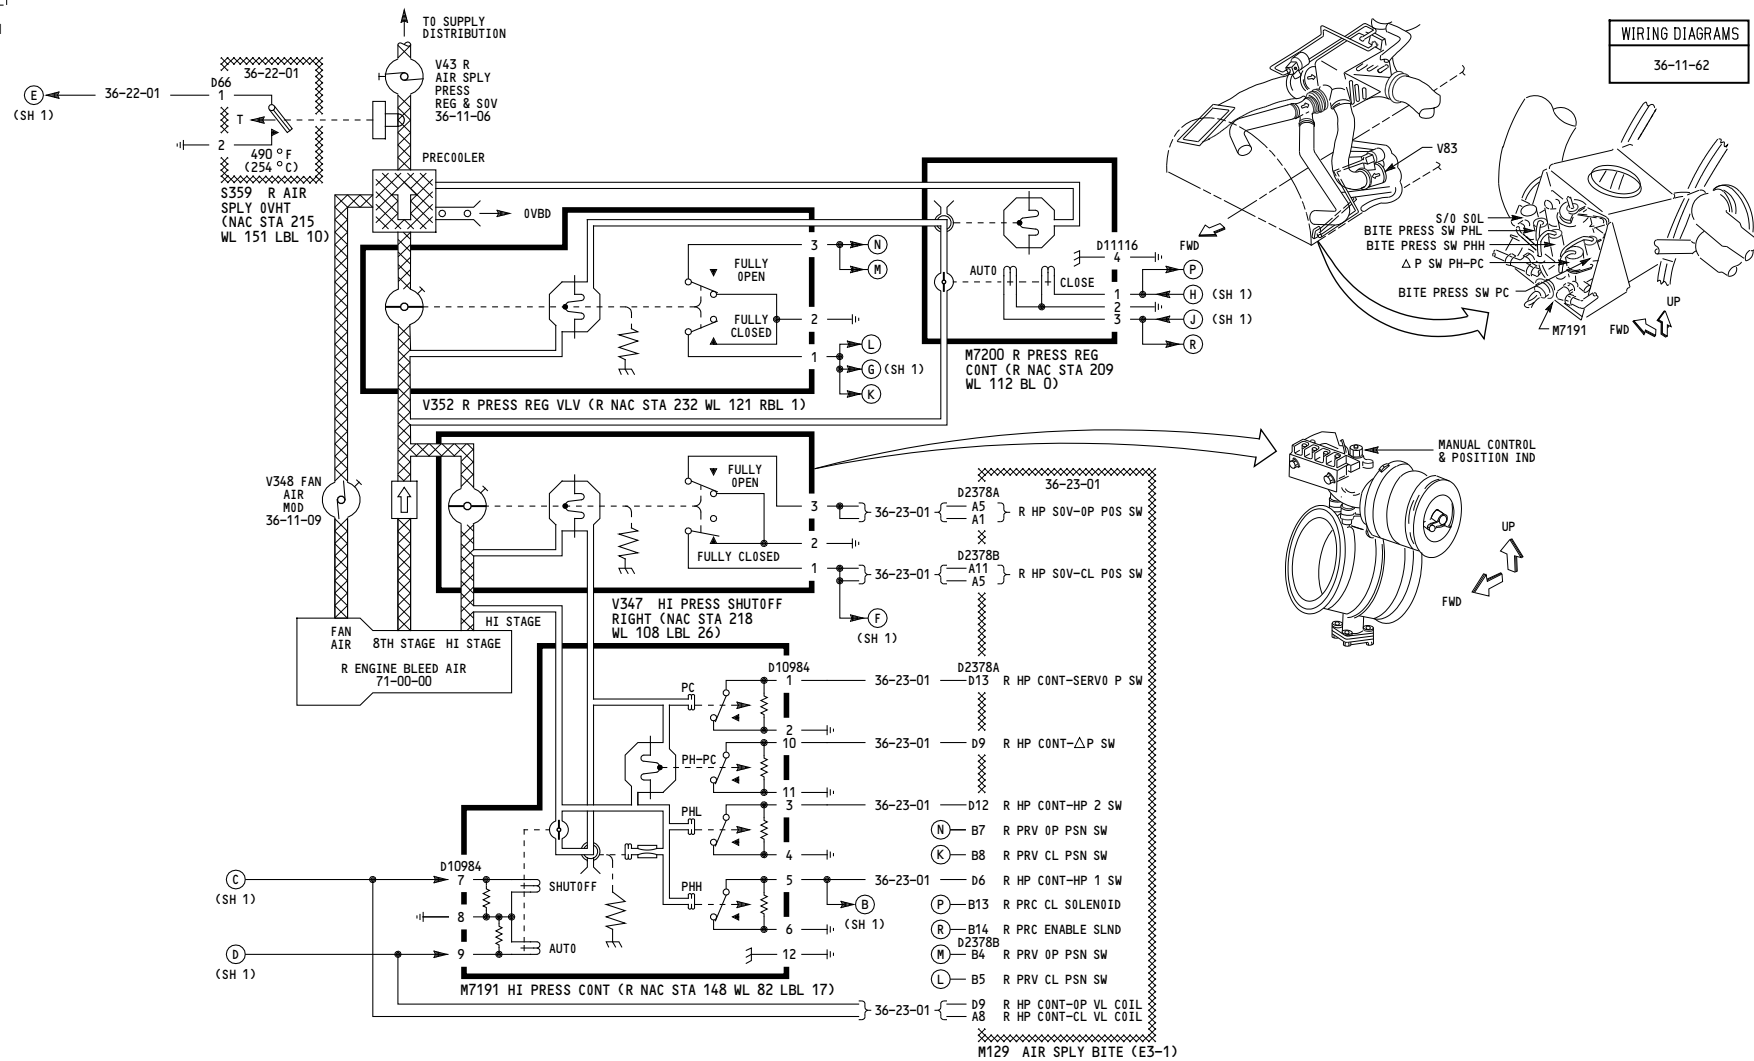 WIRING DIAGRAMS
36-11-62
TO SUPPLY
DISTRIBUTION
V43 R
AIR SPLY
PRESS
REG & SOV
36-11-06
E
(SH 1)
36-22-01
36-22-01
D66
1
T
2
490 °F
(254 °C)
S359 R AIR
SPLY OVHT
(NAC STA 215
WL 151 LBL 10)
PRECOOLER
OVBD
FULLY
OPEN
FULLY
CLOSED
3
2
1
N
M
L
G
(SH 1)
K
V352 R PRESS REG VLV (R NAC STA 232 WL 121 RBL 1)
AUTO
CLOSE
D11116
4
1
2
3
P
H
(SH 1)
J
(SH 1)
R
M7200 R PRESS REG
CONT (R NAC STA 209
WL 112 BL 0)
FWD
V83
S/O SOL
BITE PRESS SW PHL
BITE PRESS SW PHH
△ P SW PH-PC
BITE PRESS SW PC
M7191
FWD
UP
MANUAL CONTROL
& POSITION IND
UP
FWD
V348 FAN
AIR
MOD
36-11-09
FULLY
OPEN
FULLY CLOSED
3
2
1
F
(SH 1)
V347 HI PRESS SHUTOFF
RIGHT (NAC STA 218
WL 108 LBL 26)
HI STAGE
FAN
AIR
8TH STAGE
HI STAGE
R ENGINE BLEED AIR
71-00-00
36-23-01
D2378A
36-23-01
A5
A1
R HP SOV-OP POS SW
D2378B
36-23-01
A11
A5
R HP SOV-CL POS SW
D10984
PC
1
2
PH-PC
10
11
PHL
3
4
PHH
5
6
12
B
(SH 1)
D2378A
36-23-01 D13 R HP CONT-SERVO P SW
36-23-01 D9 R HP CONT-△P SW
36-23-01 D12 R HP CONT-HP 2 SW
N B7 R PRV OP PSN SW
K B8 R PRV CL PSN SW
36-23-01 D6 R HP CONT-HP 1 SW
P B13 R PRC CL SOLENOID
R B14 R PRC ENABLE SLND
D2378B
M B4 R PRV OP PSN SW
L B5 R PRV CL PSN SW
36-23-01
D9 R HP CONT-OP VL COIL
A8 R HP CONT-CL VL COIL
C
(SH 1)
D
(SH 1)
D10984
7
8
9
SHUTOFF
AUTO
M7191 HI PRESS CONT (R NAC STA 148 WL 82 LBL 17)
M129 AIR SPLY BITE (E3-1)